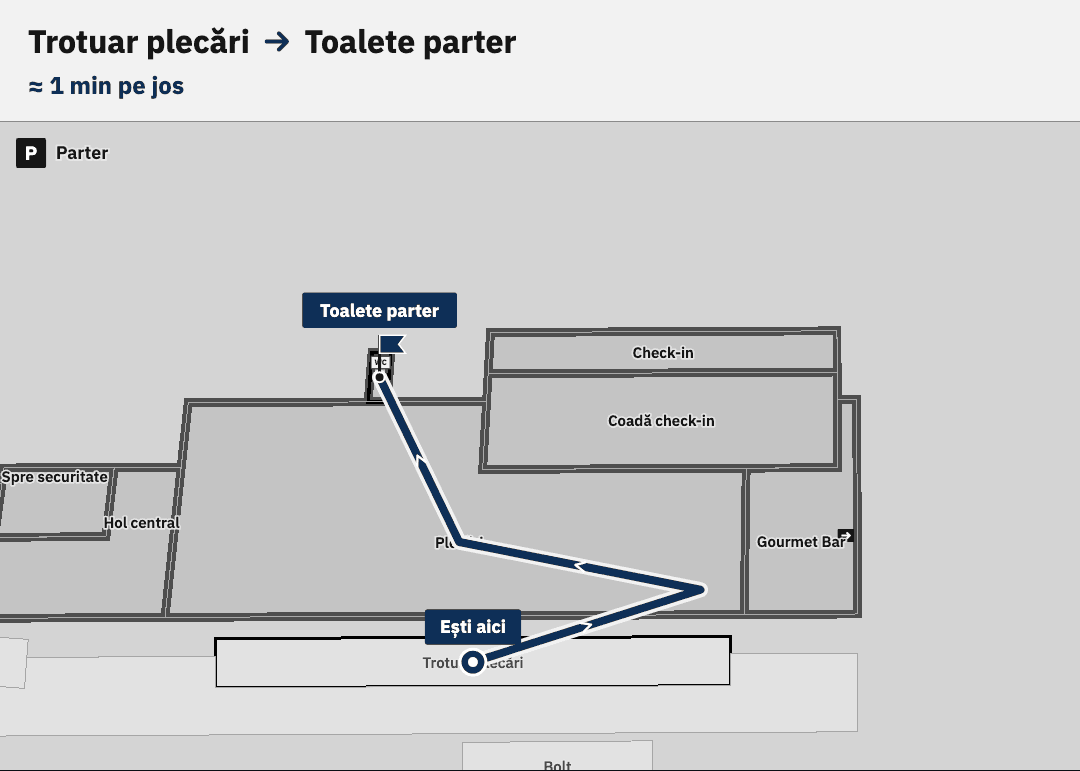 Trotuar plecări → Toalete parter
≈ 1 min pe jos
P Parter
Toalete parter
WC
Check-in
Coadă check-in
Spre securitate
Hol central
Gourmet Bar
Ești aici
Bolt